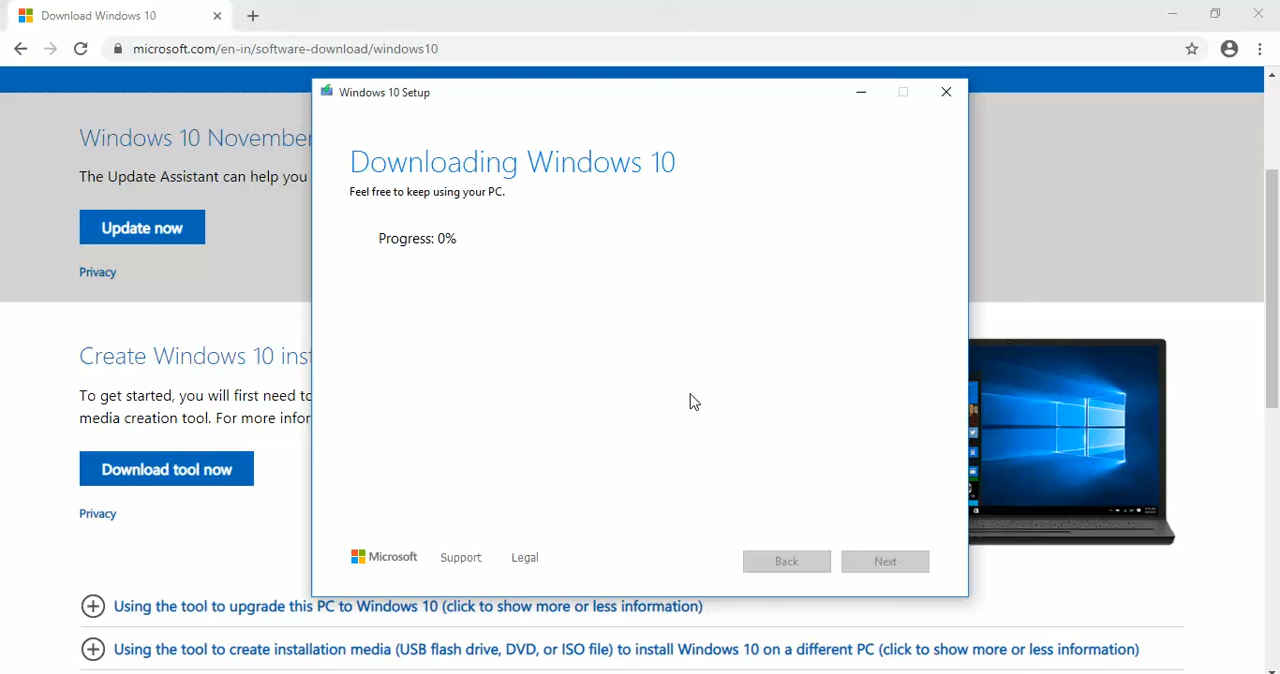 Download Windows 10
microsoft.com/en-in/software-download/windows10
Windows 10 November
The Update Assistant can help you
Update now
Privacy
Create Windows 10 inst
To get started, you will first need to
media creation tool. For more infor
Download tool now
Privacy
Windows 10 Setup
Downloading Windows 10
Feel free to keep using your PC.
Progress: 0%
Microsoft Support Legal
Back Next
Using the tool to upgrade this PC to Windows 10 (click to show more or less information)
Using the tool to create installation media (USB flash drive, DVD, or ISO file) to install Windows 10 on a different PC (click to show more or less information)